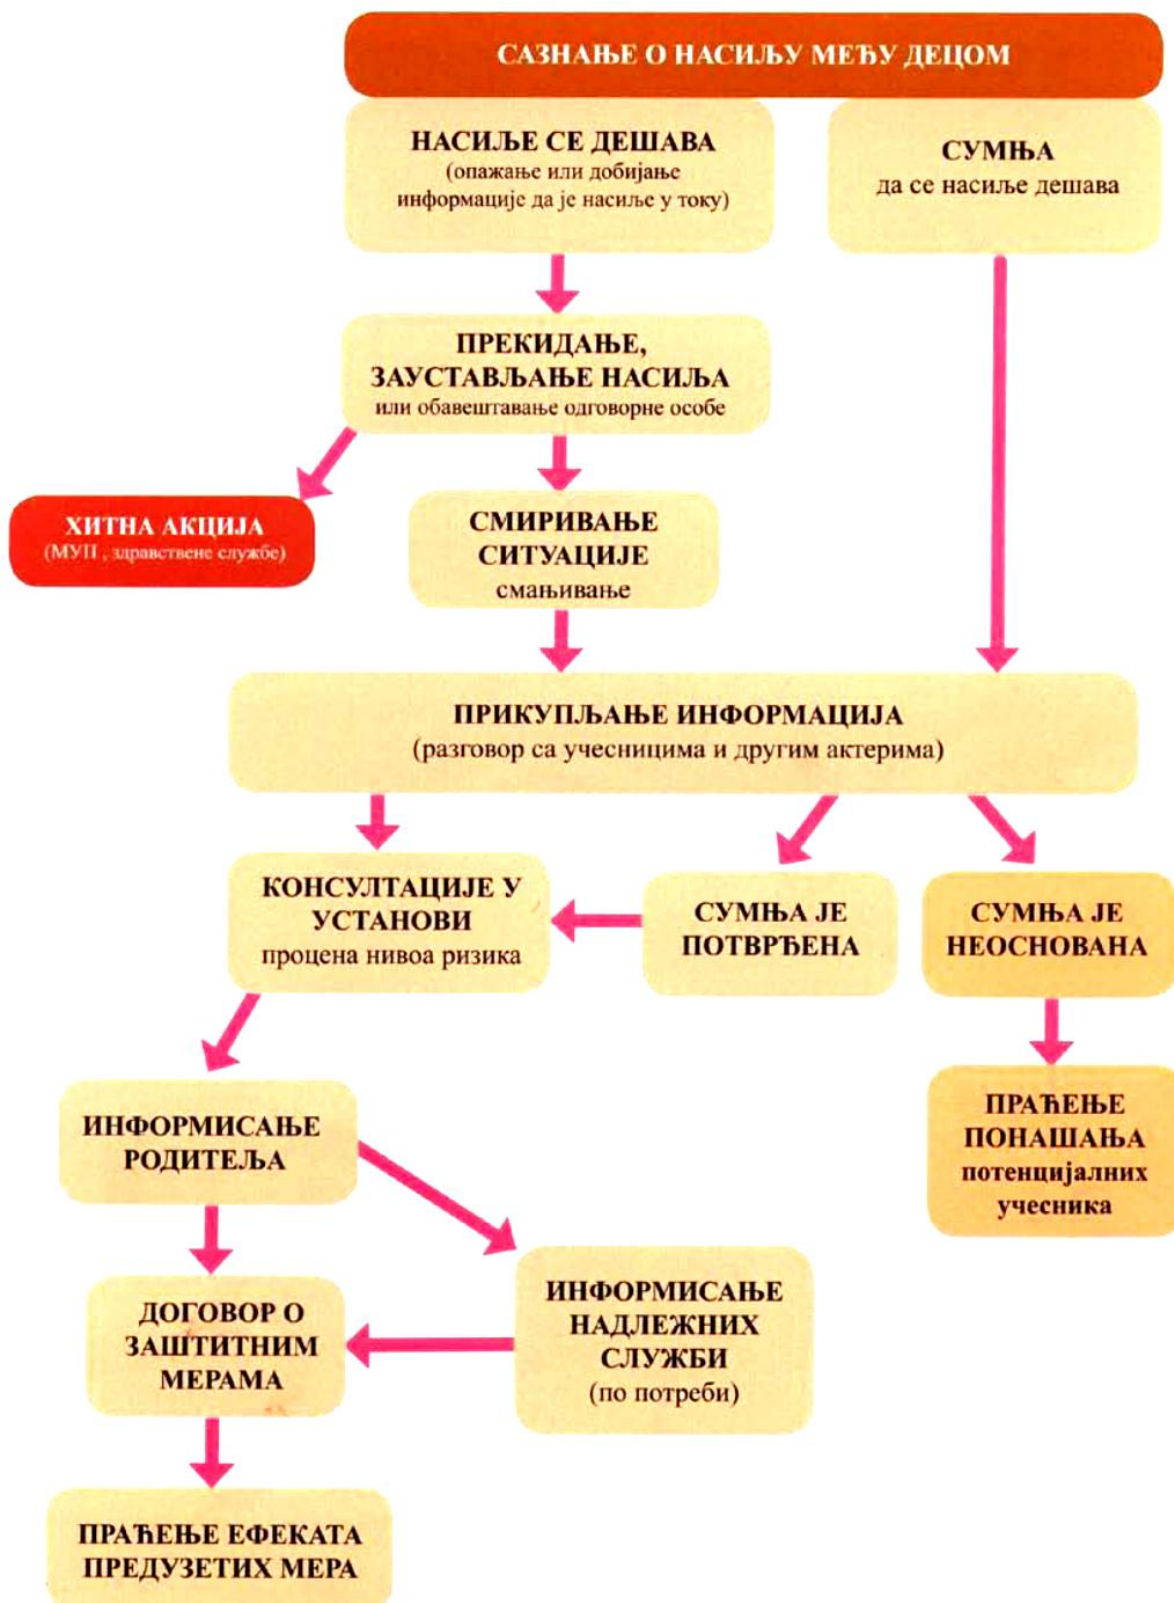 САЗНАЊЕ О НАСИЉУ МЕЂУ ДЕЦОМ
НАСИЉЕ СЕ ДЕШАВА
(опажање или добијање
информације да је насиље у току)
СУМЊА
да се насиље дешава
ПРЕКИДАЊЕ,
ЗАУСТАВЉАЊЕ НАСИЉА
или обавештавање одговорне особе
ХИТНА АКЦИЈА
(МУП , здравствене службе)
СМИРИВАЊЕ
СИТУАЦИЈЕ
смањивање
ПРИКУПЉАЊЕ ИНФОРМАЦИЈА
(разговор са учесницима и другим актерима)
КОНСУЛТАЦИЈЕ У
УСТАНОВИ
процена нивоа ризика
СУМЊА ЈЕ
ПОТВРЂЕНА
СУМЊА ЈЕ
НЕОСНОВАНА
ИНФОРМИСАЊЕ
РОДИТЕЉА
ПРАЋЕЊЕ
ПОНАШАЊА
потенцијалних
учесника
ДОГОВОР О
ЗАШТИТНИМ
МЕРАМА
ИНФОРМИСАЊЕ
НАДЛЕЖНИХ
СЛУЖБИ
(по потреби)
ПРАЋЕЊЕ ЕФЕКАТА
ПРЕДУЗЕТИХ МЕРА